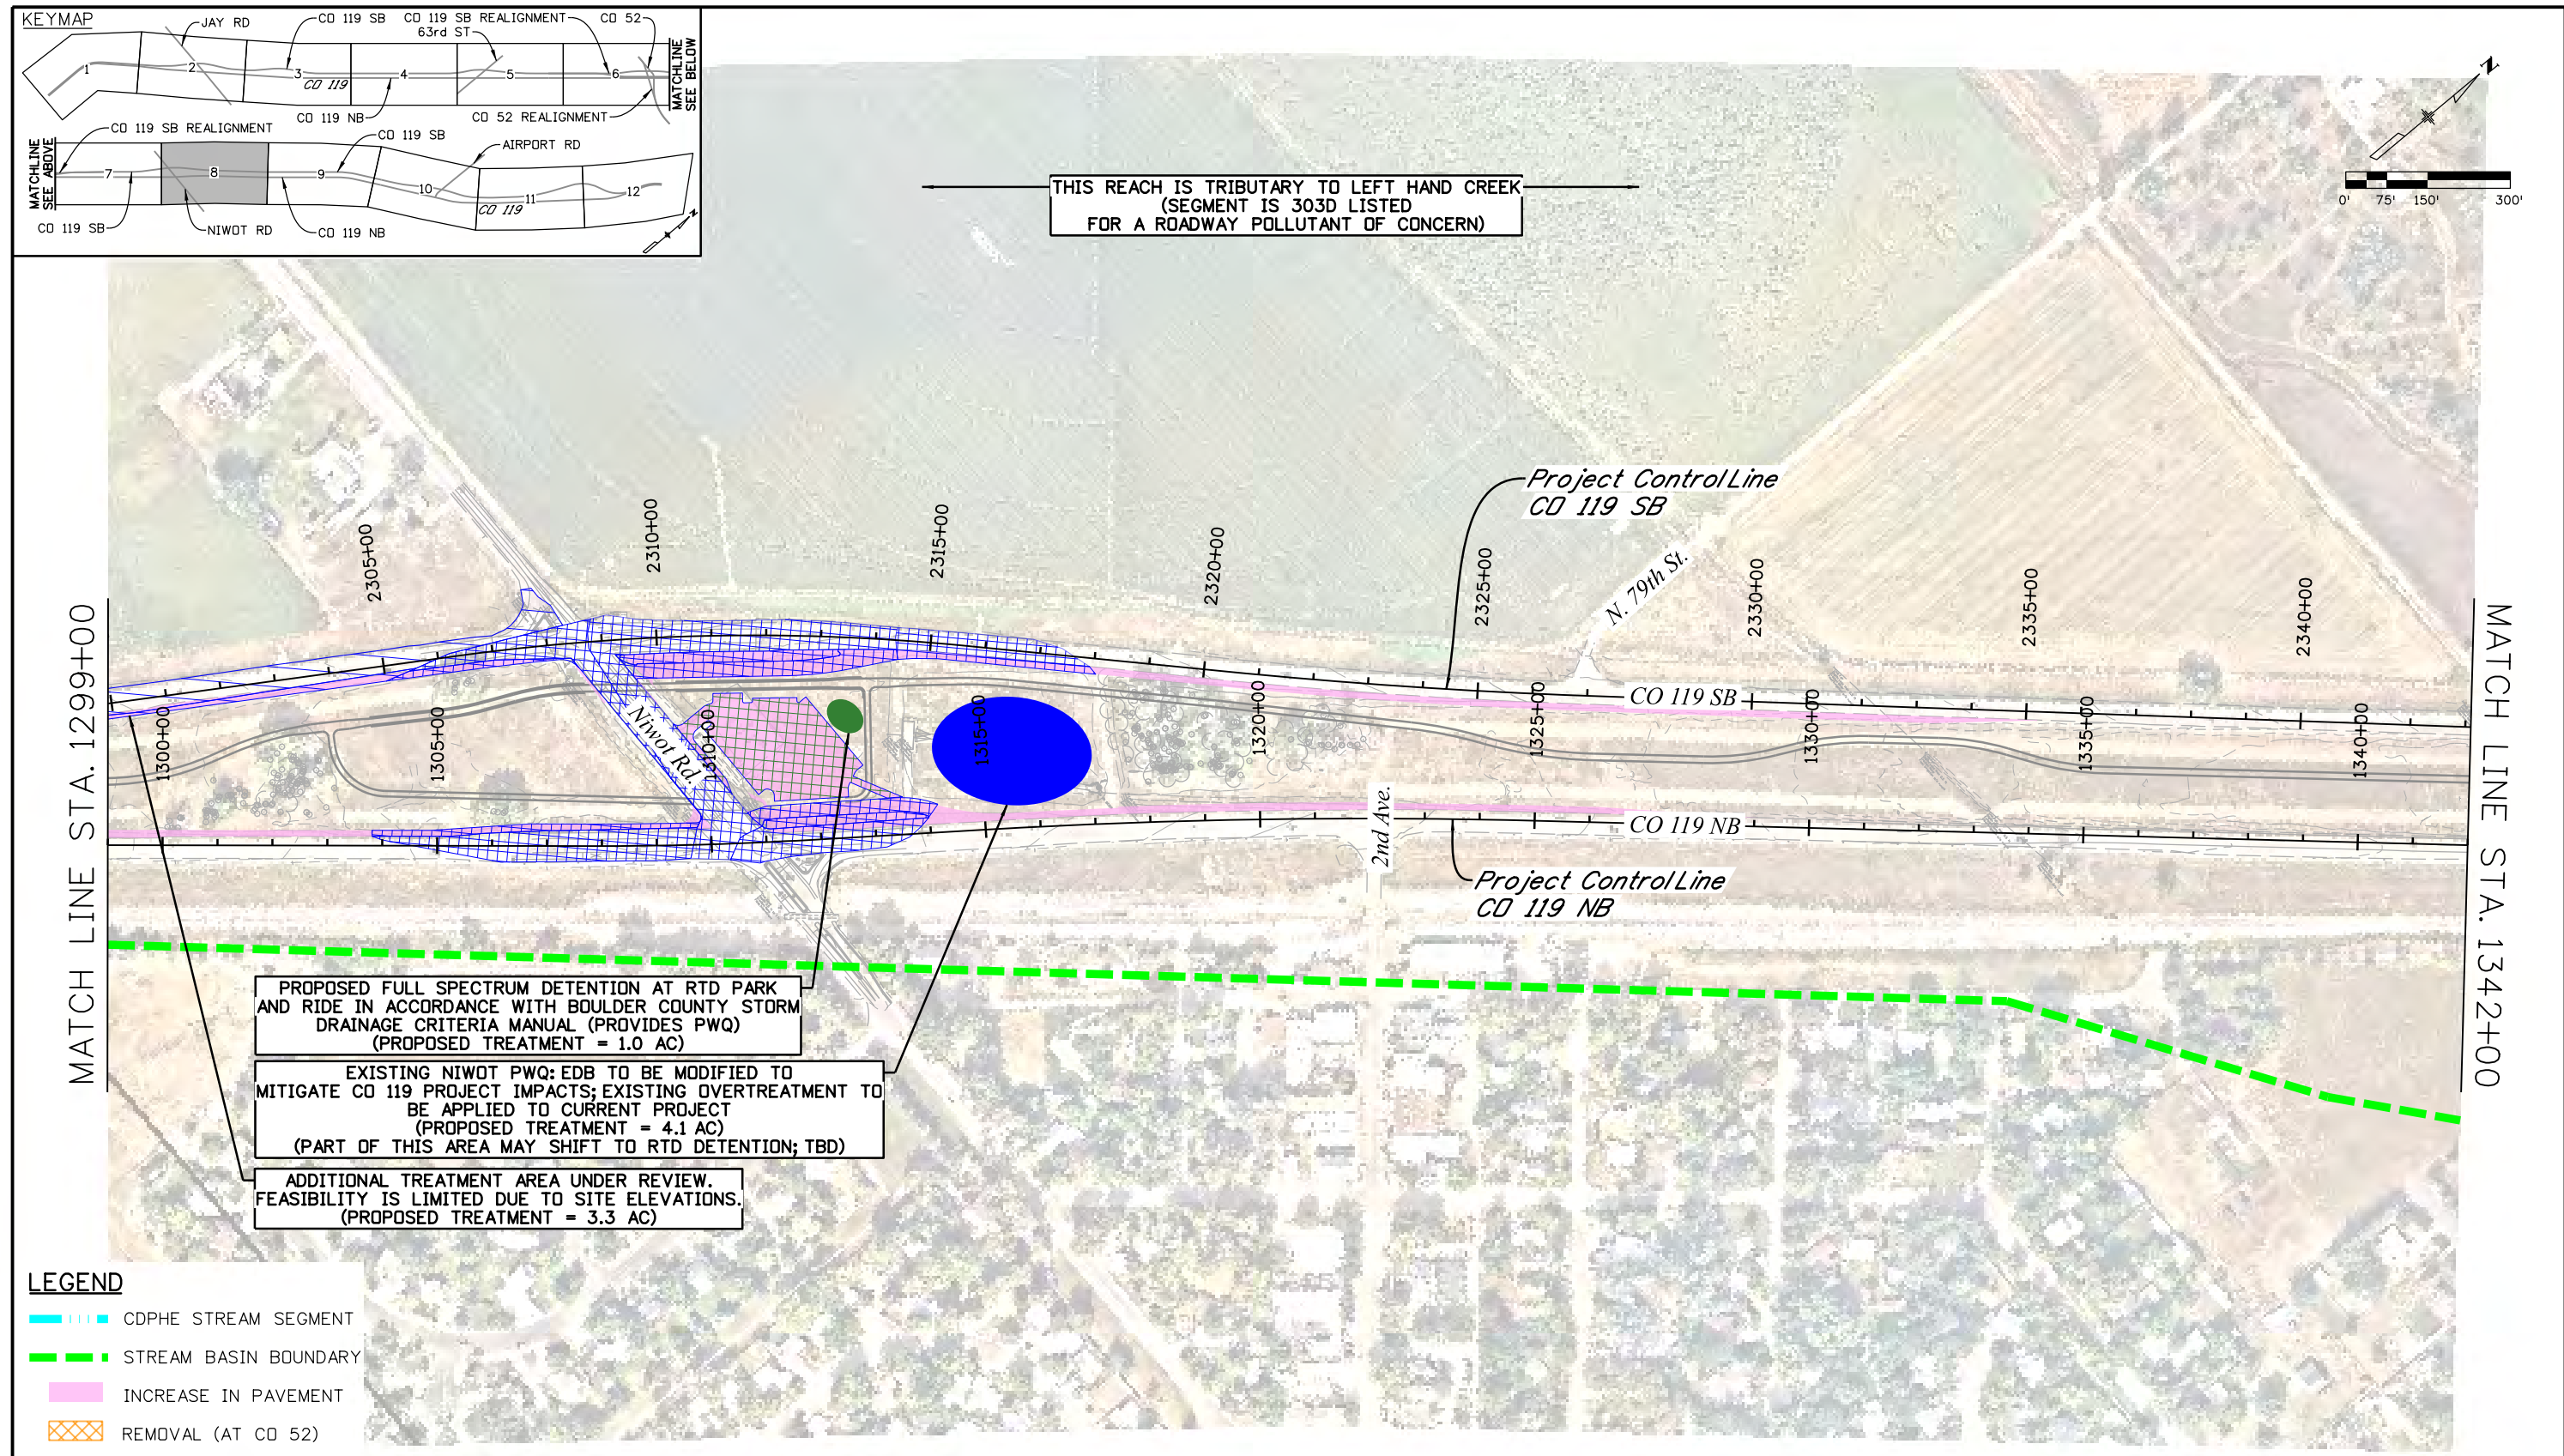 KEYMAP
JAY RD
CO 119 SB
CO 119 SB REALIGNMENT
CO 52
63rd ST
1
2
3
4
5
6
CO 119
CO 119 NB
CO 52 REALIGNMENT
MATCHLINE
SEE BELOW
CO 119 SB REALIGNMENT
CO 119 SB
AIRPORT RD
MATCHLINE
SEE ABOVE
7
8
9
10
11
12
CO 119
CO 119 SB
NIWOT RD
CO 119 NB
N
N
0'
75'
150'
300'
THIS REACH IS TRIBUTARY TO LEFT HAND CREEK
(SEGMENT IS 303D LISTED
FOR A ROADWAY POLLUTANT OF CONCERN)
Project Control Line
CO 119 SB
N. 79th St.
2305+00
2310+00
2315+00
2320+00
2325+00
2330+00
2335+00
2340+00
MATCH LINE STA. 1299+00
MATCH LINE STA. 1342+00
CO 119 SB
1300+00
1305+00
Niwot Rd.
1310+00
1315+00
1320+00
1325+00
1330+00
1335+00
1340+00
2nd Ave.
CO 119 NB
Project Control Line
CO 119 NB
PROPOSED FULL SPECTRUM DETENTION AT RTD PARK
AND RIDE IN ACCORDANCE WITH BOULDER COUNTY STORM
DRAINAGE CRITERIA MANUAL (PROVIDES PWQ)
(PROPOSED TREATMENT = 1.0 AC)
EXISTING NIWOT PWQ: EDB TO BE MODIFIED TO
MITIGATE CO 119 PROJECT IMPACTS; EXISTING OVERTREATMENT TO
BE APPLIED TO CURRENT PROJECT
(PROPOSED TREATMENT = 4.1 AC)
(PART OF THIS AREA MAY SHIFT TO RTD DETENTION; TBD)
ADDITIONAL TREATMENT AREA UNDER REVIEW.
FEASIBILITY IS LIMITED DUE TO SITE ELEVATIONS.
(PROPOSED TREATMENT = 3.3 AC)
LEGEND
CDPHE STREAM SEGMENT
STREAM BASIN BOUNDARY
INCREASE IN PAVEMENT
REMOVAL (AT CO 52)